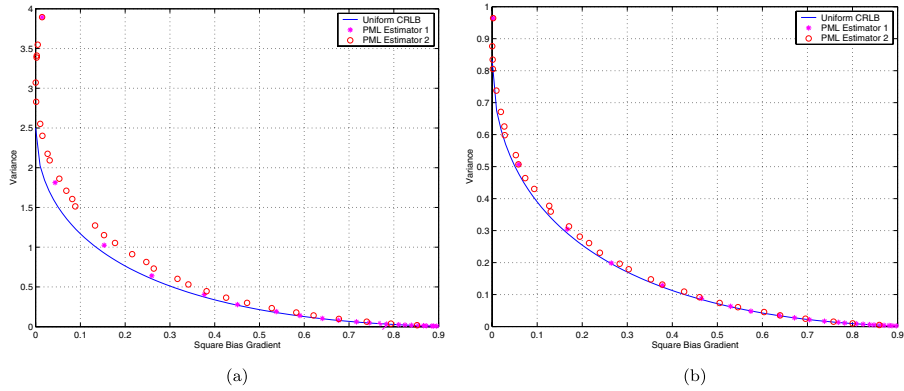 4
3.5
3
2.5
2
1.5
1
0.5
0
Variance
0 0.1 0.2 0.3 0.4 0.5 0.6 0.7 0.8 0.9
Square Bias Gradient
Uniform CRLB
PML Estimator 1
PML Estimator 2
(a)
1
0.9
0.8
0.7
0.6
0.5
0.4
0.3
0.2
0.1
0
Variance
0 0.1 0.2 0.3 0.4 0.5 0.6 0.7 0.8 0.9
Square Bias Gradient
Uniform CRLB
PML Estimator 1
PML Estimator 2
(b)